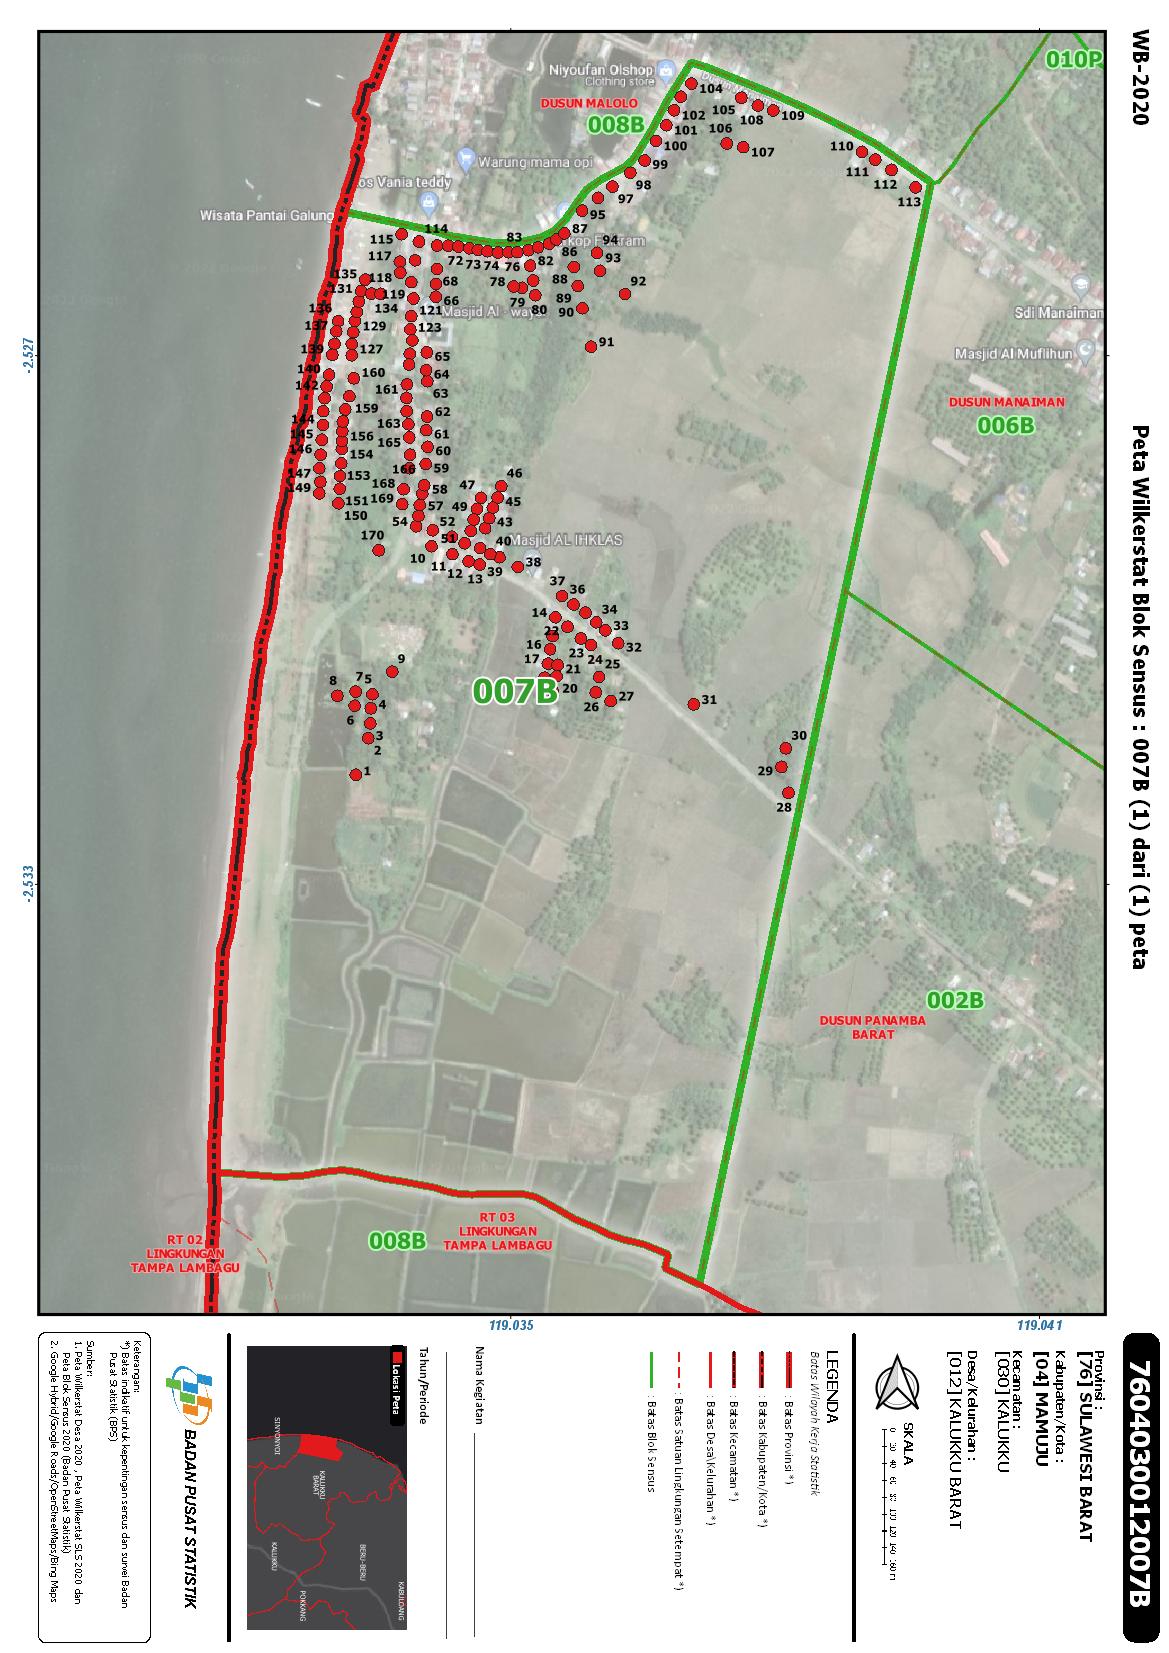 WB-2020
Peta Wilkerstat Blok Sensus : 007B (1) dari (1) peta
010P
Niyoufan Olshop
Clothing store
DUSUN MALOLO
008B
Warung mama opi
os Vania teddy
Wisata Pantai Galung
104
102
105
108
109
101
106
100
107
110
99
111
98
112
97
113
95
87
114
83
115
94
117
72
73
74
76
82
86
93
135
118
68
78
88
92
131
119
66
79
89
136
134
121
80
90
Masjid Al - waya
Sdi Manaiman
137
129
123
91
139
127
65
Masjid Al Muflihun
140
160
64
142
161
63
DUSUN MANAIMAN
006B
144
159
163
62
145
156
165
61
146
154
60
147
153
166
59
46
149
168
58
47
151
169
57
49
45
150
54
52
43
170
51
40
Masjid AL IHKLAS
10
11
12
13
39
38
37
36
14
34
22
33
16
23
32
17
21
24
25
9
8
7
5
20
26
27
31
007B
4
6
3
2
30
1
29
28
-2.527
-2.533
002B
DUSUN PANAMBA
BARAT
RT 03
LINGKUNGAN
TAMPA LAMBAGU
008B
RT 02
LINGKUNGAN
TAMPA LAMBAGU
119.035
119.041
7604030012007B
Provinsi :
[76] SULAWESI BARAT
Kabupaten/Kota :
[04] MAMUJU
Kecamatan :
[030] KALUKKU
Desa/Kelurahan :
[012] KALUKKU BARAT
SKALA
0 20 40 60 80 100 120 140 160 m
LEGENDA
Batas Wilayah Kerja Statistik
: Batas Provinsi *)
: Batas Kabupaten/Kota *)
: Batas Kecamatan *)
: Batas Desa\Kelurahan *)
: Batas Satuan Lingkungan Setempat *)
: Batas Blok Sensus
Nama Kegiatan
Tahun/Periode
Lokasi Peta
SINYONYOI
KALUKKU
BARAT
KALUKKU
BERU-BERU
POKKANG
KABULOANG
BADAN PUSAT STATISTIK
Keterangan:
*) Batas indikatif untuk kepentingan sensus dan survei Badan
Pusat Statistik (BPS)
Sumber:
1. Peta Wilkerstat Desa 2020 , Peta Wilkerstat SLS 2020 dan
Peta Blok Sensus 2020 (Badan Pusat Statistik)
2. Google Hybrid/Google Roads/OpenStreetMaps/Bing Maps